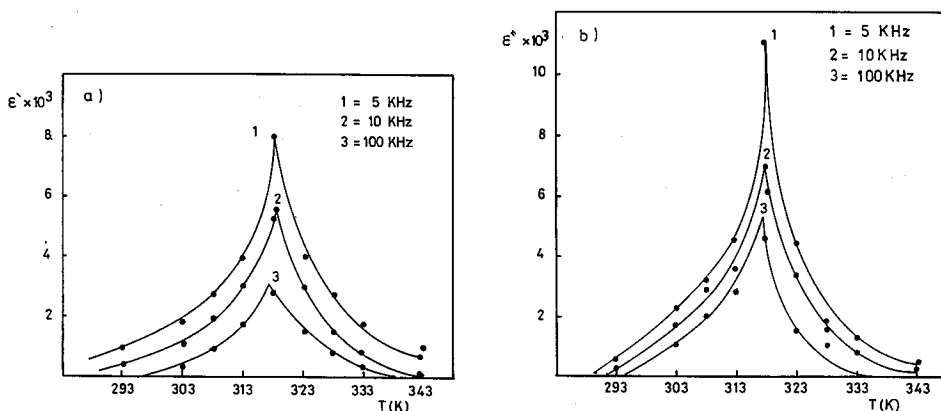 a)
ε' ×10³
1 = 5 KHz
2 = 10 KHz
3 = 100 KHz
8
6
4
2
1
2
3
293 303 313 323 333 343
T(K)
b)
ε" ×10³
1 = 5 KHz
2 = 10 KHz
3 = 100 KHz
10
8
6
4
2
1
2
3
293 303 313 323 333 343
T(K)